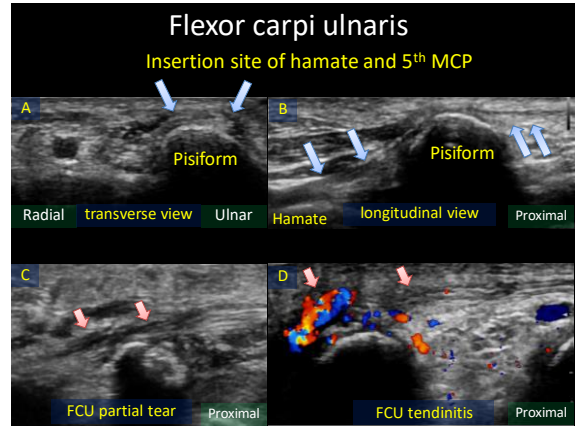 Flexor carpi ulnaris
Insertion site of hamate and 5th MCP
A
Pisiform
Radial
transverse view
Ulnar
B
Pisiform
Hamate
longitudinal view
Proximal
C
FCU partial tear
Proximal
D
FCU tendinitis
Proximal